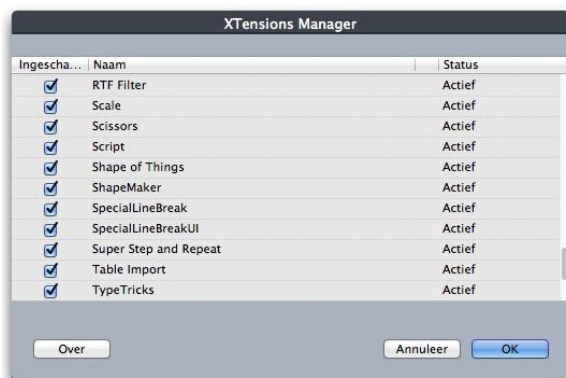 XTensions Manager
Ingescha... Naam Status
RTF Filter Actief
Scale Actief
Scissors Actief
Script Actief
Shape of Things Actief
ShapeMaker Actief
SpecialLineBreak Actief
SpecialLineBreakUI Actief
Super Step and Repeat Actief
Table Import Actief
TypeTricks Actief
Over Annuleer OK